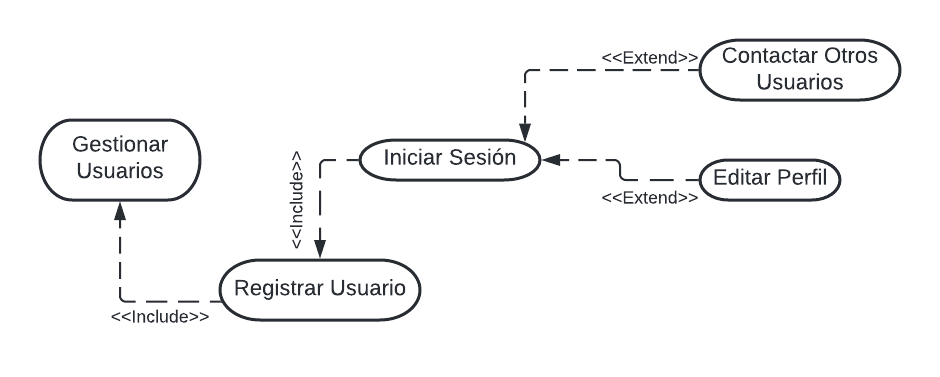 <<Extend>>
Contactar Otros
Usuarios
Gestionar
Usuarios
Iniciar Sesión
<<Include>>
Editar Perfil
<<Extend>>
Registrar Usuario
<<Include>>